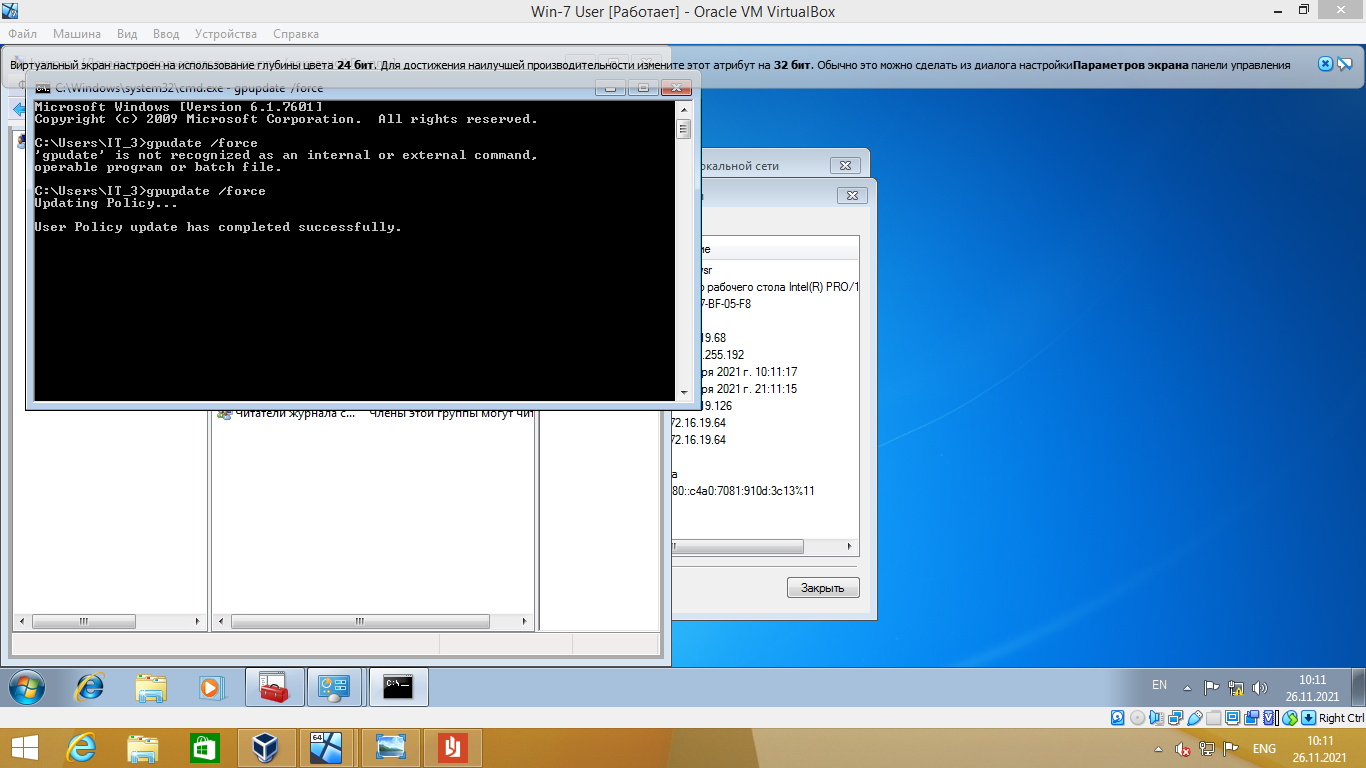 Win-7 User [Работает] - Oracle VM VirtualBox
Файл Машина Вид Ввод Устройства Справка
Виртуальный экран настроен на использование глубины цвета 24 бит. Для достижения наилучшей производительности измените этот атрибут на 32 бит. Обычно это можно сделать из диалога настройкиПараметров экрана панели управления
C:\Windows\system32\cmd.exe - gpupdate /force
Microsoft Windows [Version 6.1.7601]
Copyright (c) 2009 Microsoft Corporation. All rights reserved.
C:\Users\IT_3>gpudate /force
'gpudate' is not recognized as an internal or external command,
operable program or batch file.
C:\Users\IT_3>gpupdate /force
Updating Policy...
User Policy update has completed successfully.
окальной сети
ие
wsr
о рабочего стола Intel(R) PRO/1
7-BF-05-F8
19.68
.255.192
ря 2021 г. 10:11:17
ря 2021 г. 21:11:15
19.126
72.16.19.64
72.16.19.64
а
80::c4a0:7081:910d:3c13%11
Закрыть
Читатели журнала с... Члены этой группы могут чит
EN
10:11
26.11.2021
Right Ctrl
64
ENG
10:11
26.11.2021